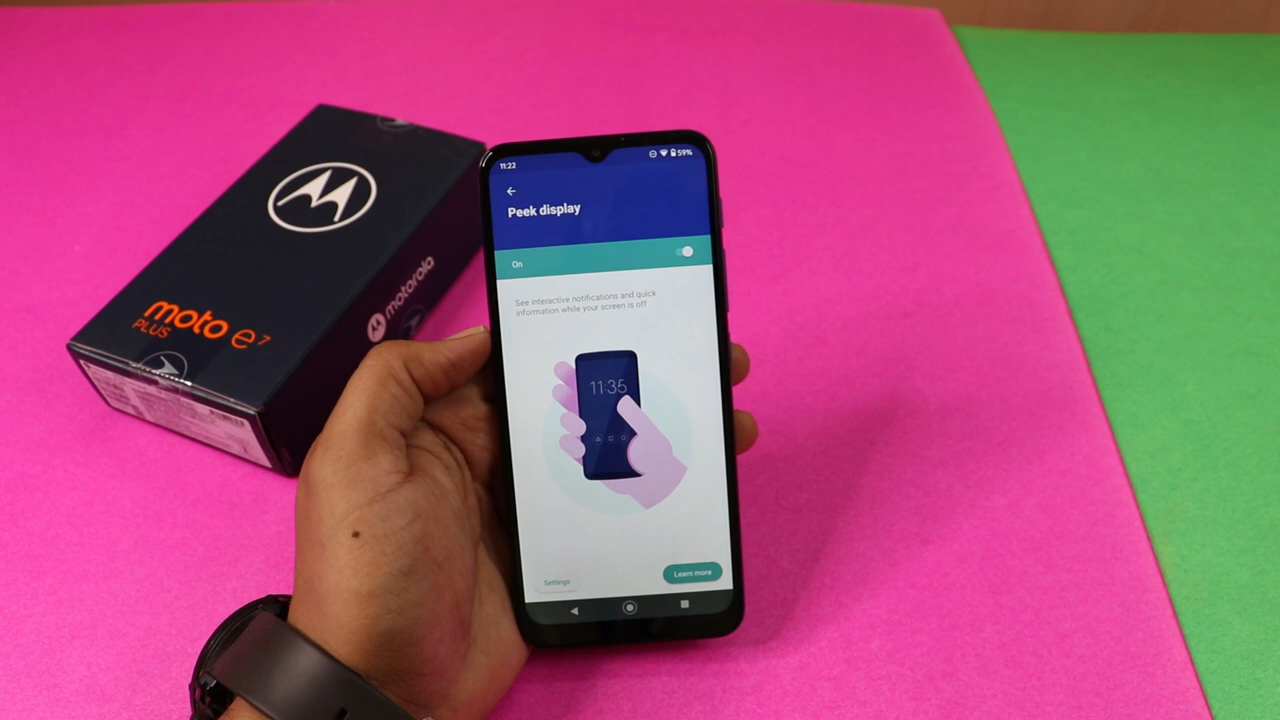 moto e7
PLUS
motorola
11:22
59%
Peek display
On
See interactive notifications and quick
information while your screen is off
11:35
Settings
Learn more